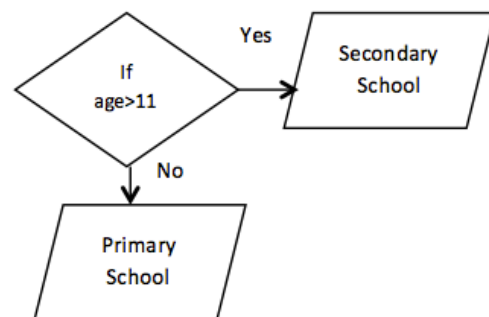 Yes
Secondary
School
If
age>11
No
Primary
School